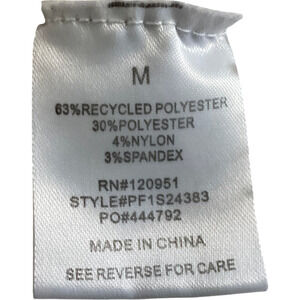 M
63%RECYCLED POLYESTER
30%POLYESTER
4%NYLON
3%SPANDEX
RN#120951
STYLE#PF1S24383
PO#444792
MADE IN CHINA
SEE REVERSE FOR CARE